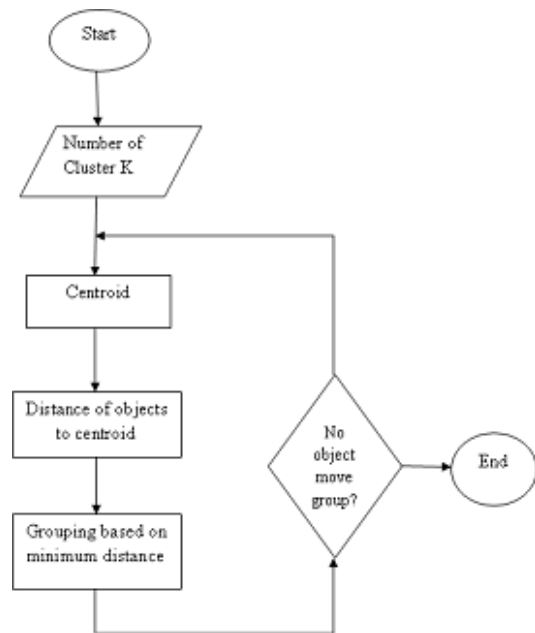 Start
Number of
Cluster K
Centroid
Distance of objects
to centroid
Grouping based on
minimum distance
No
object
move
group?
End